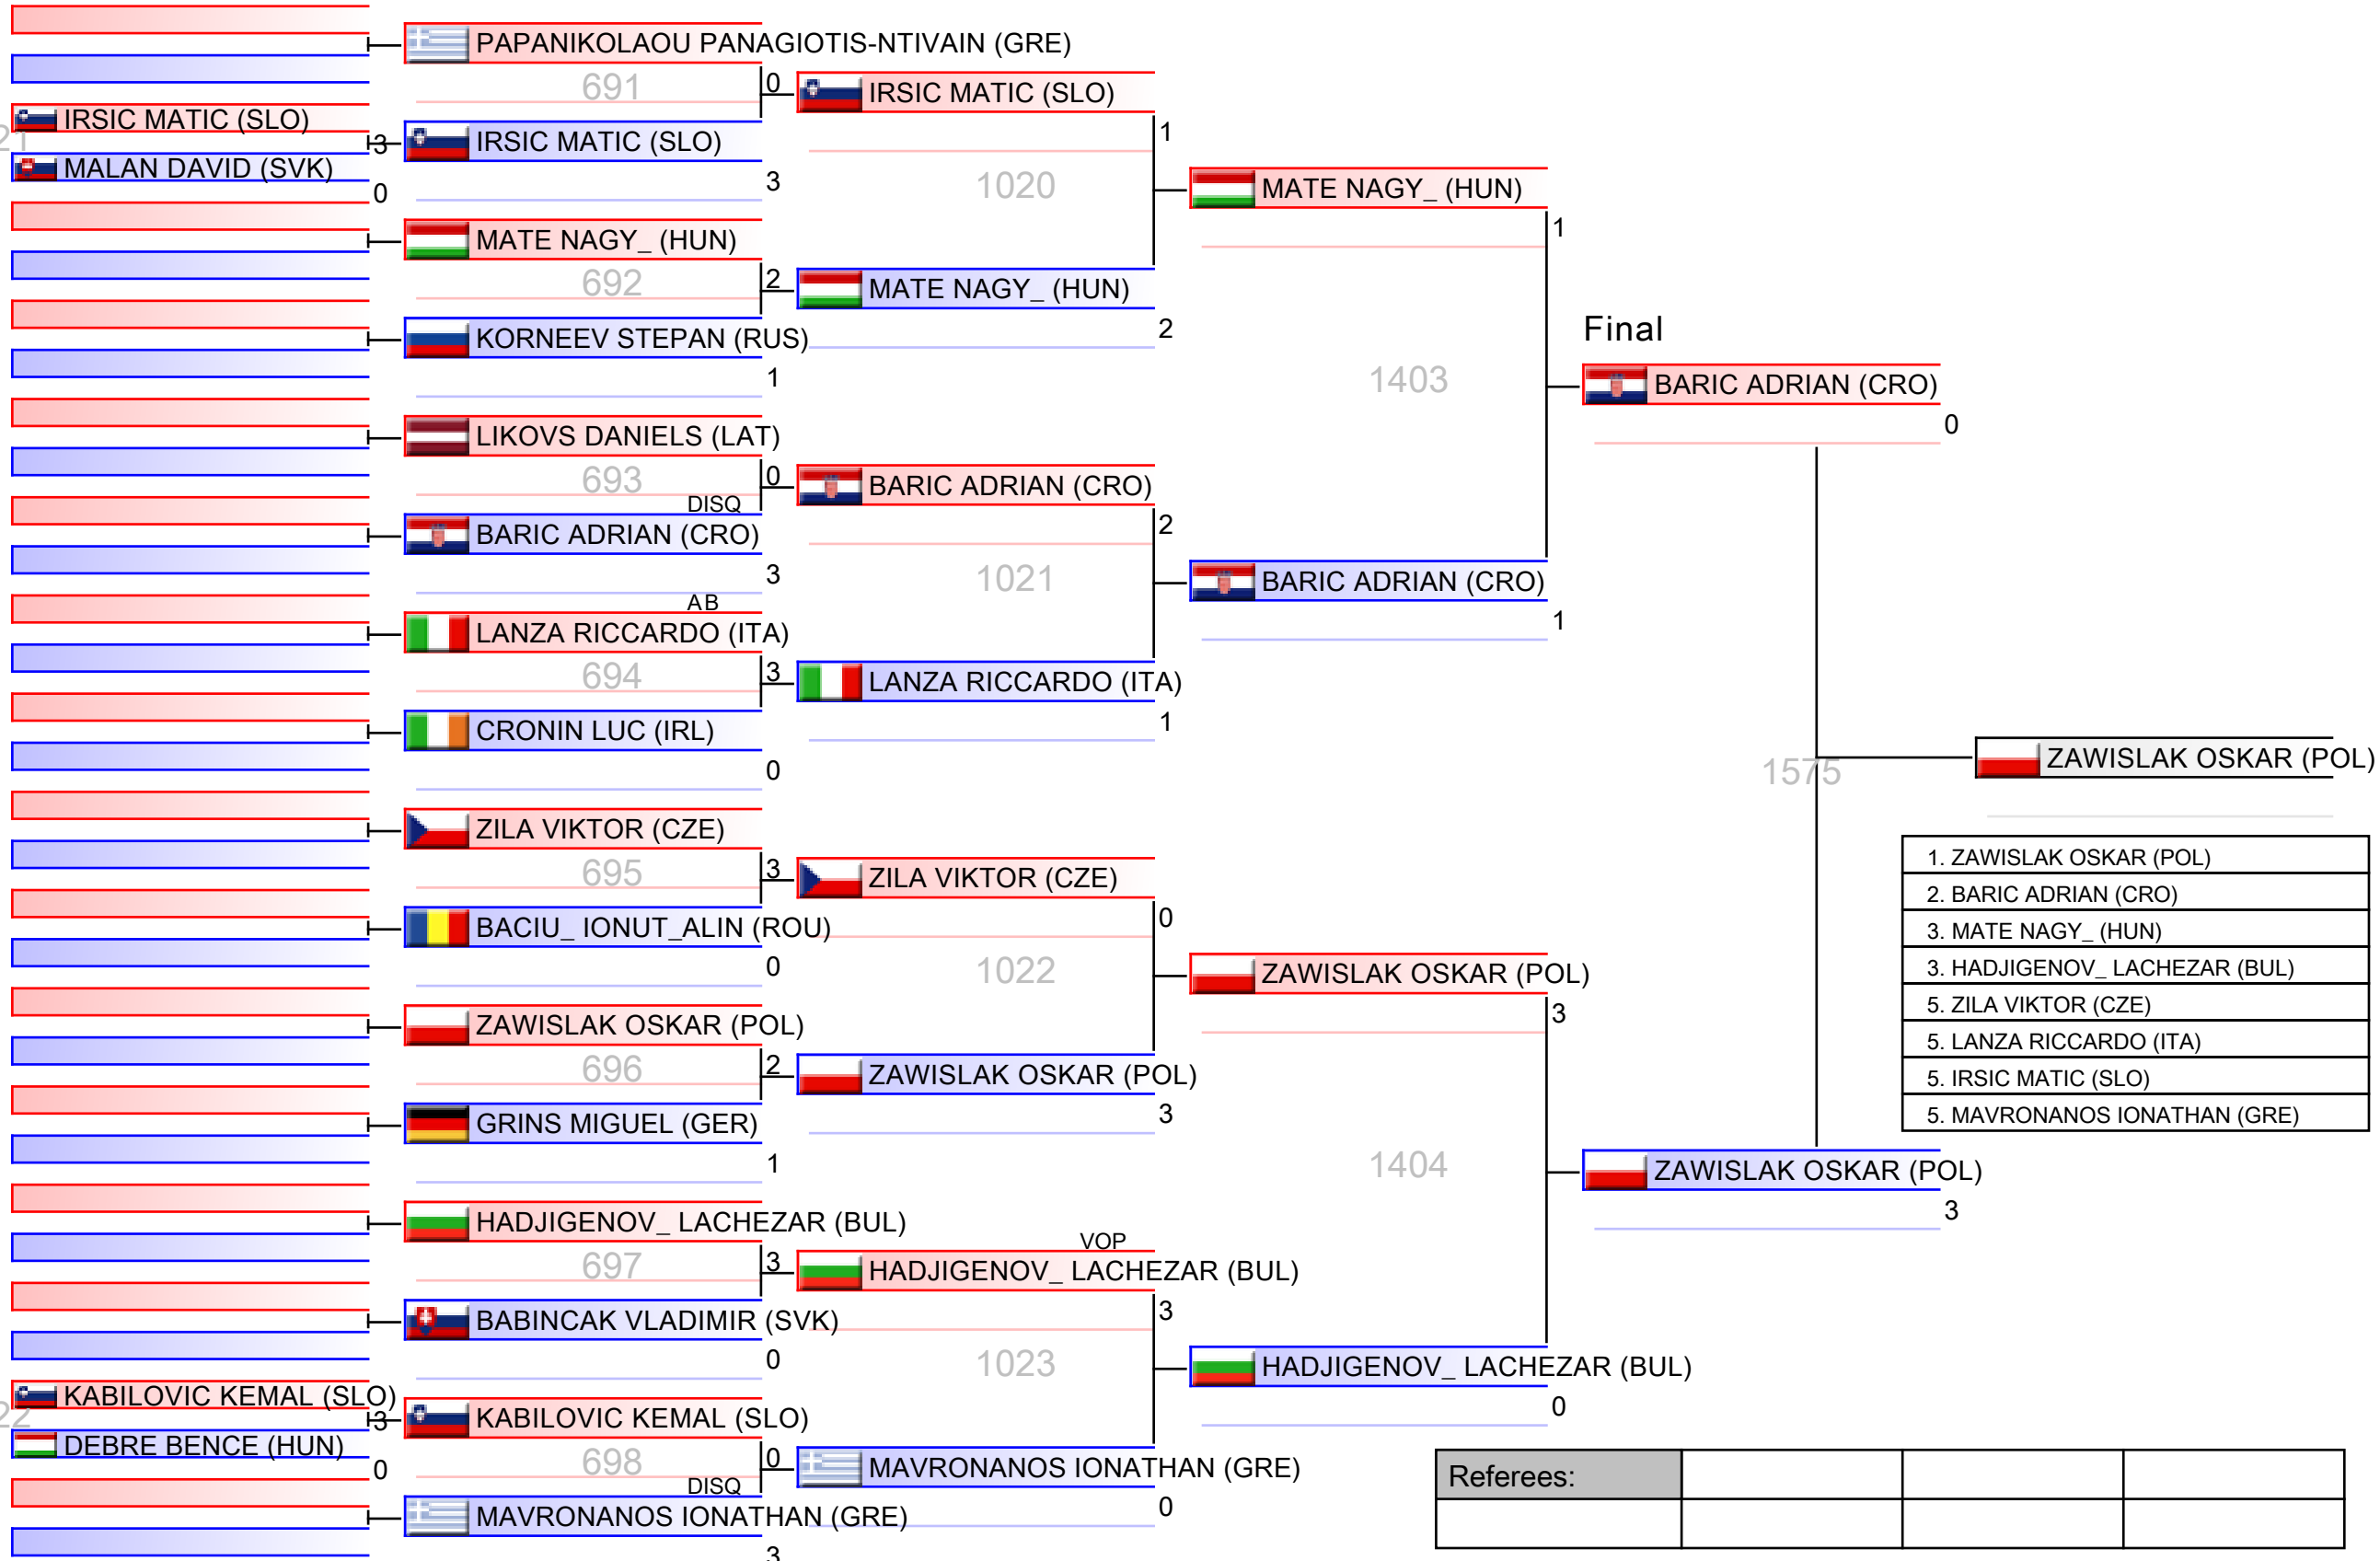 PAPANIKOLAOU PANAGIOTIS-NTIVAIN (GRE)
691
0
IRSIC MATIC (SLO)
IRSIC MATIC (SLO)
21
3
IRSIC MATIC (SLO)
1
MALAN DAVID (SVK)
0
3
1020
MATE NAGY_ (HUN)
1
MATE NAGY_ (HUN)
692
2
MATE NAGY_ (HUN)
2
KORNEEV STEPAN (RUS)
1
Final
1403
BARIC ADRIAN (CRO)
0
LIKOVS DANIELS (LAT)
693
0
DISQ
BARIC ADRIAN (CRO)
2
BARIC ADRIAN (CRO)
3
1021
BARIC ADRIAN (CRO)
1
AB
LANZA RICCARDO (ITA)
694
3
LANZA RICCARDO (ITA)
1
CRONIN LUC (IRL)
0
1575
ZAWISLAK OSKAR (POL)
ZILA VIKTOR (CZE)
695
3
ZILA VIKTOR (CZE)
0
BACIU_ IONUT_ALIN (ROU)
0
1022
ZAWISLAK OSKAR (POL)
3
1. ZAWISLAK OSKAR (POL)
2. BARIC ADRIAN (CRO)
3. MATE NAGY_ (HUN)
3. HADJIGENOV_ LACHEZAR (BUL)
5. ZILA VIKTOR (CZE)
5. LANZA RICCARDO (ITA)
5. IRSIC MATIC (SLO)
5. MAVRONANOS IONATHAN (GRE)
ZAWISLAK OSKAR (POL)
696
2
ZAWISLAK OSKAR (POL)
3
GRINS MIGUEL (GER)
1
1404
ZAWISLAK OSKAR (POL)
3
HADJIGENOV_ LACHEZAR (BUL)
697
3
VOP
HADJIGENOV_ LACHEZAR (BUL)
3
BABINCAK VLADIMIR (SVK)
0
1023
HADJIGENOV_ LACHEZAR (BUL)
0
KABILOVIC KEMAL (SLO)
22
3
KABILOVIC KEMAL (SLO)
DEBRE BENCE (HUN)
0
698
0
DISQ
MAVRONANOS IONATHAN (GRE)
0
MAVRONANOS IONATHAN (GRE)
3
Referees: